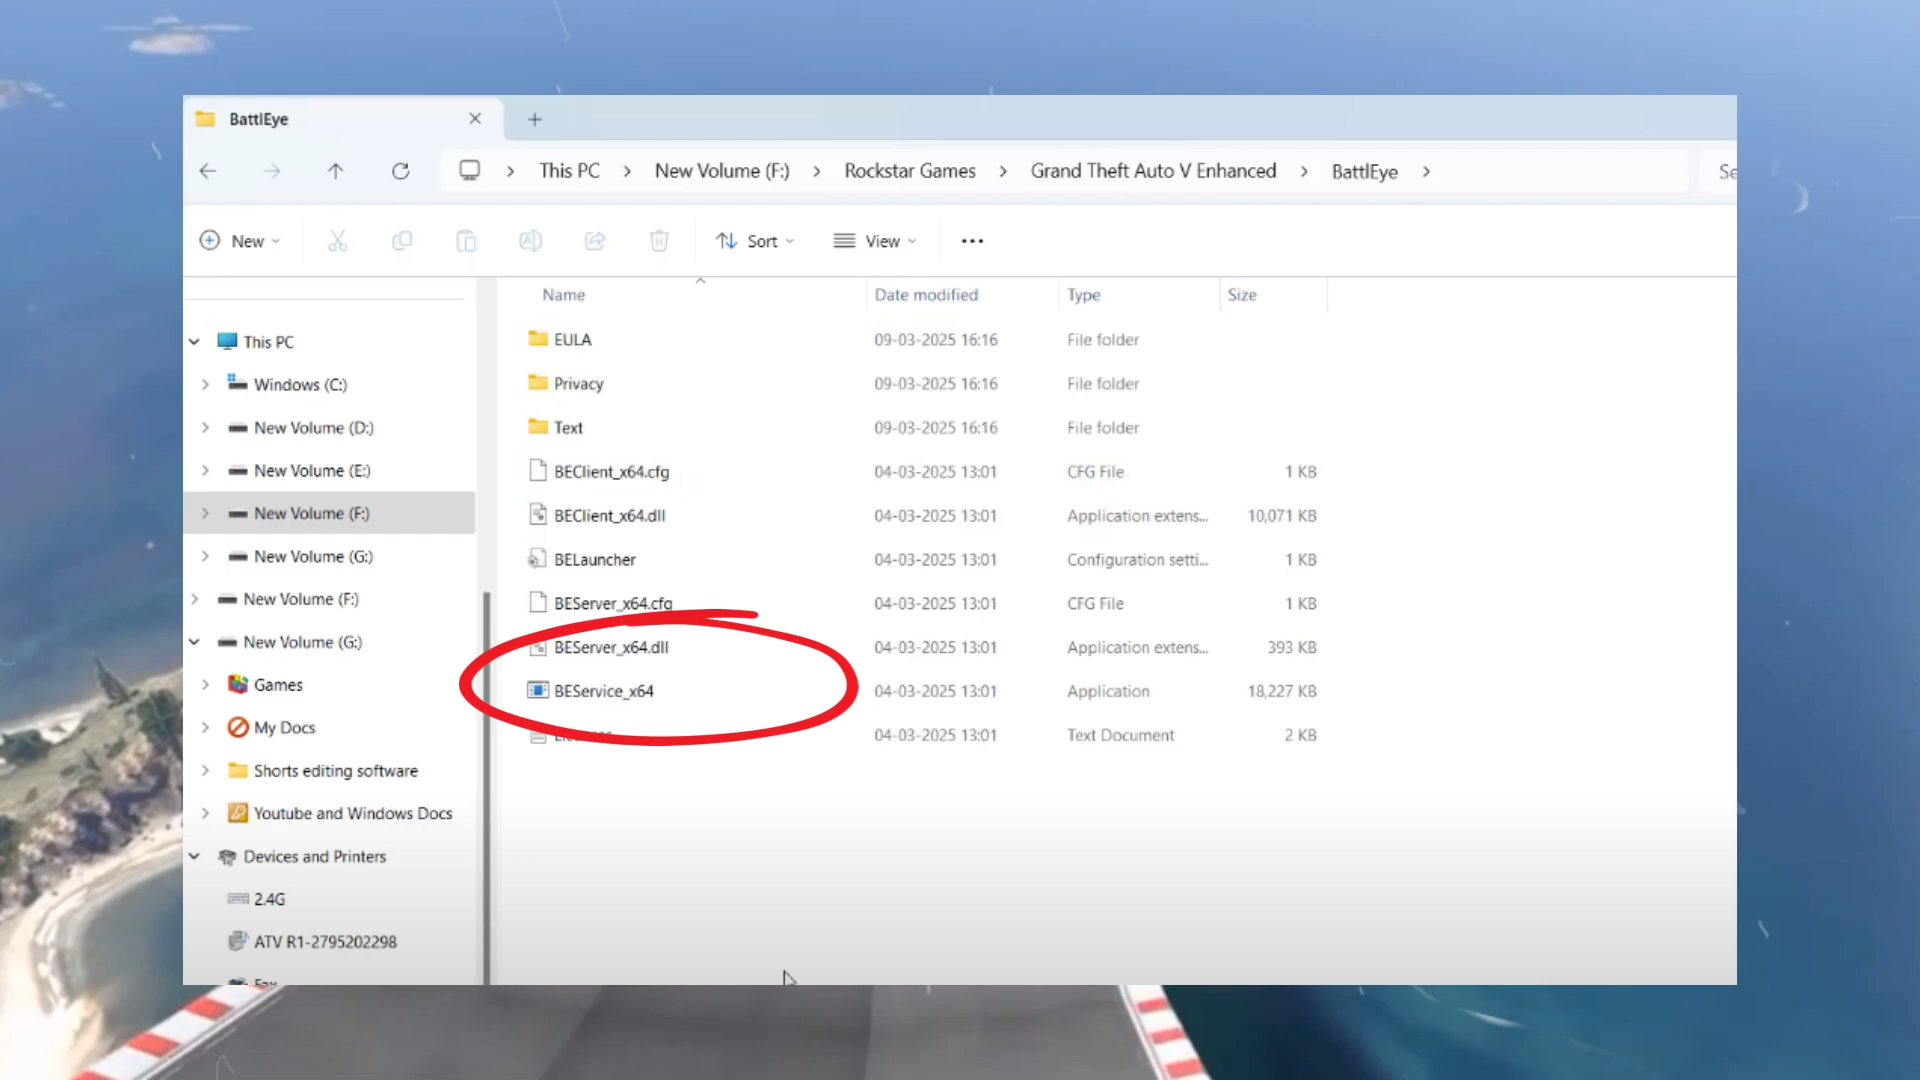 BattlEye
This PC > New Volume (F:) > Rockstar Games > Grand Theft Auto V Enhanced > BattlEye >
New Sort View ...
Name Date modified Type Size
EULA 09-03-2025 16:16 File folder
Privacy 09-03-2025 16:16 File folder
Text 09-03-2025 16:16 File folder
BEClient_x64.cfg 04-03-2025 13:01 CFG File 1 KB
BEClient_x64.dll 04-03-2025 13:01 Application extens... 10,071 KB
BELauncher 04-03-2025 13:01 Configuration setti... 1 KB
BEServer_x64.cfg 04-03-2025 13:01 CFG File 1 KB
BEServer_x64.dll 04-03-2025 13:01 Application extens... 393 KB
BEService_x64 04-03-2025 13:01 Application 18,227 KB
04-03-2025 13:01 Text Document 2 KB
This PC
Windows (C:)
New Volume (D:)
New Volume (E:)
New Volume (F:)
New Volume (G:)
New Volume (F:)
New Volume (G:)
Games
My Docs
Shorts editing software
Youtube and Windows Docs
Devices and Printers
2.4G
ATV R1-2795202298